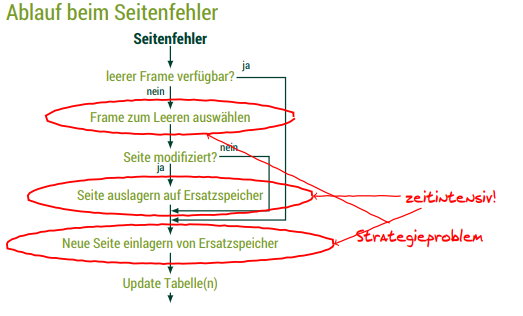 Ablauf beim Seitenfehler
Seitenfehler
leerer Frame verfügbar?
ja
nein
Frame zum Leeren auswählen
Seite modifiziert?
nein
ja
Seite auslagern auf Ersatzspeicher
zeitintensiv!
Strategieproblem
Neue Seite einlagern von Ersatzspeicher
Update Tabelle(n)